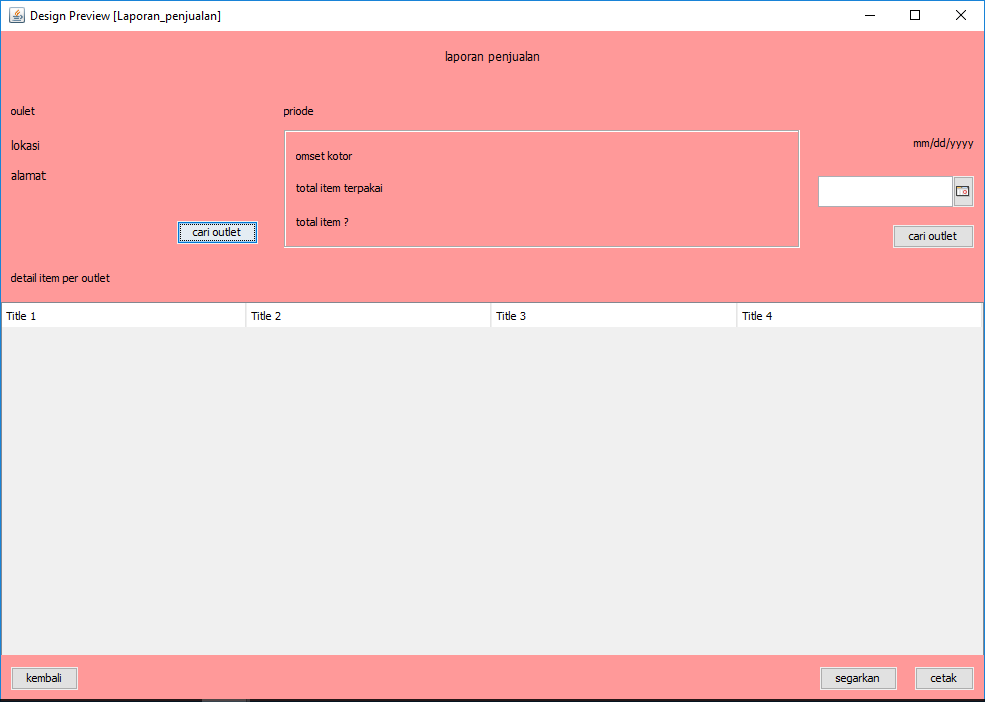 Design Preview [Laporan_penjualan]
laporan penjualan
oulet
priode
lokasi
alamat
omset kotor
total item terpakai
total item ?
mm/dd/yyyy
cari outlet
cari outlet
detail item per outlet
Title 1 Title 2 Title 3 Title 4
kembali segarkan cetak